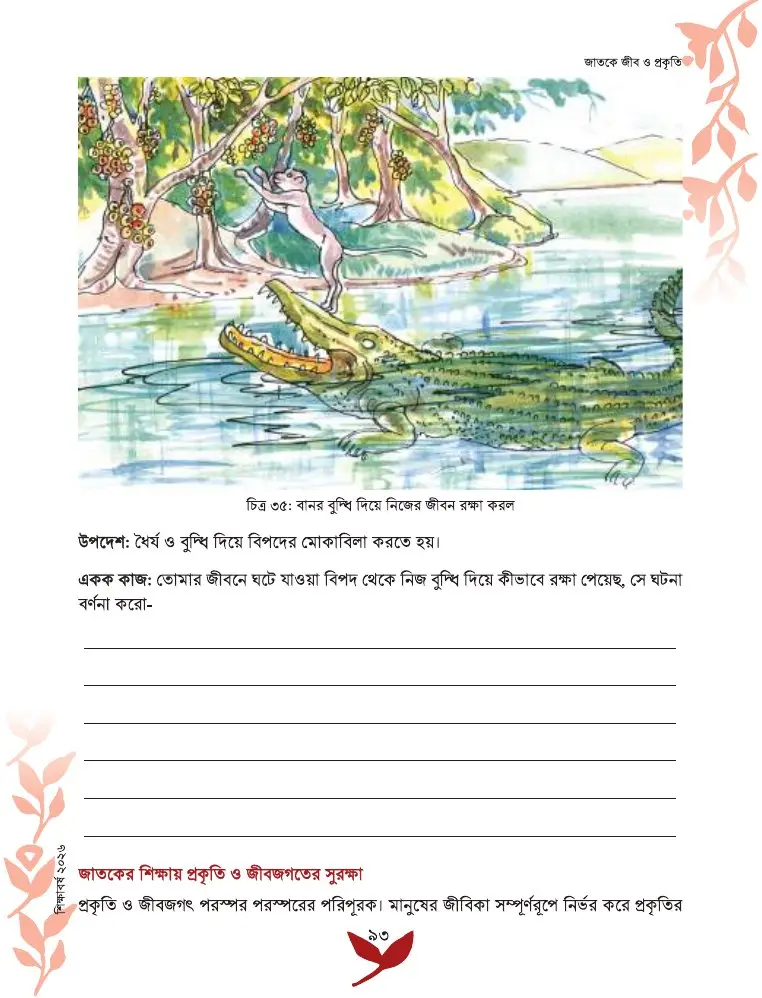 জাতকে জীব ও প্রকৃতি
চিত্র ৩৫: বানর বুদ্ধি দিয়ে নিজের জীবন রক্ষা করল
উপদেশ: ধৈর্য ও বুদ্ধি দিয়ে বিপদের মোকাবিলা করতে হয়।
একক কাজ: তোমার জীবনে ঘটে যাওয়া বিপদ থেকে নিজ বুদ্ধি দিয়ে কীভাবে রক্ষা পেয়েছ, সে ঘটনা
বর্ণনা করো-
জাতকের শিক্ষায় প্রকৃতি ও জীবজগতের সুরক্ষা
প্রকৃতি ও জীবজগৎ পরস্পর পরস্পরের পরিপূরক। মানুষের জীবিকা সম্পূর্ণরূপে নির্ভর করে প্রকৃতির
শিক্ষাবর্ষ ২০২৬
৯৩